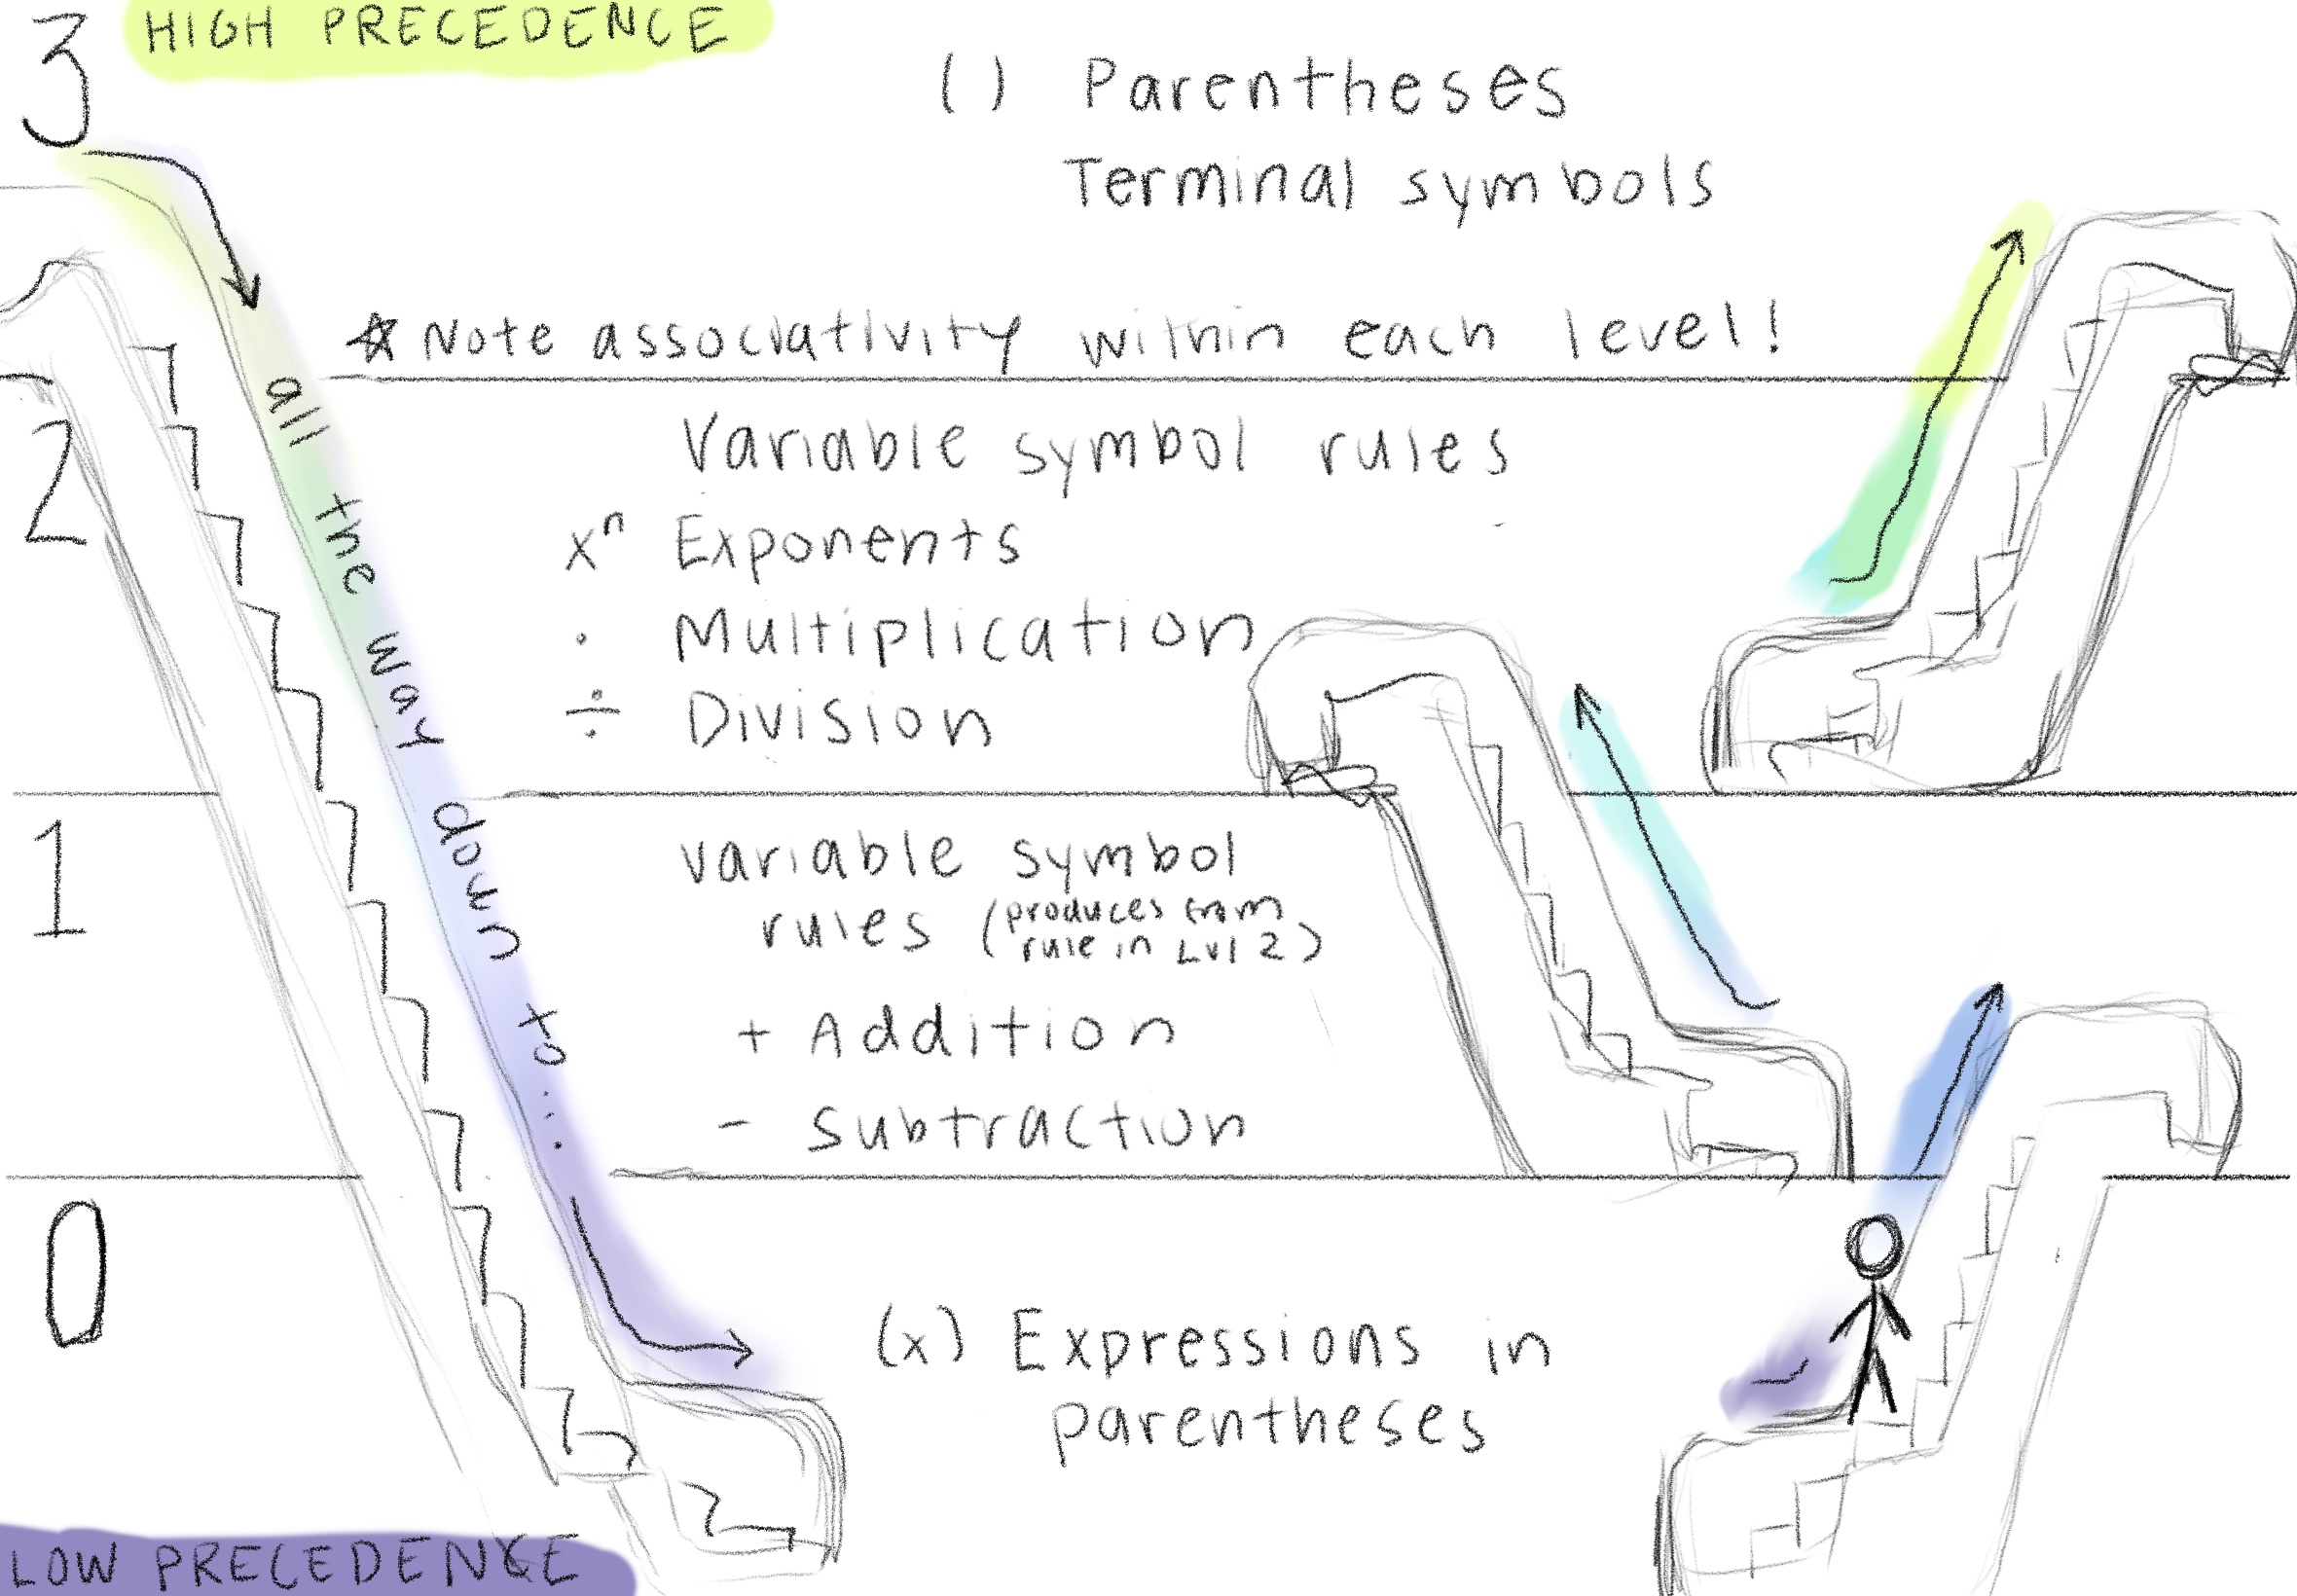 3
HIGH PRECEDENCE
( ) Parentheses
Terminal symbols
☆ Note associativity within each level!
2
Variable symbol rules
xⁿ Exponents
· Multiplication
÷ Division
all the way down to...
1
variable symbol
rules (produces from
rule in Lvl 2)
+ Addition
- Subtraction
0
(x) Expressions in
parentheses
LOW PRECEDENCE